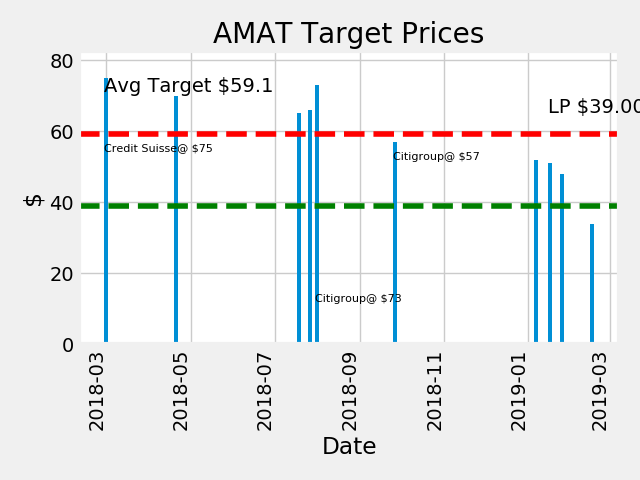 AMAT Target Prices
80
Avg Target $59.1
LP $39.00
60
Credit Suisse@ $75
Citigroup@ $57
$
40
20
Citigroup@ $73
0
2018-03
2018-05
2018-07
2018-09
2018-11
2019-01
2019-03
Date